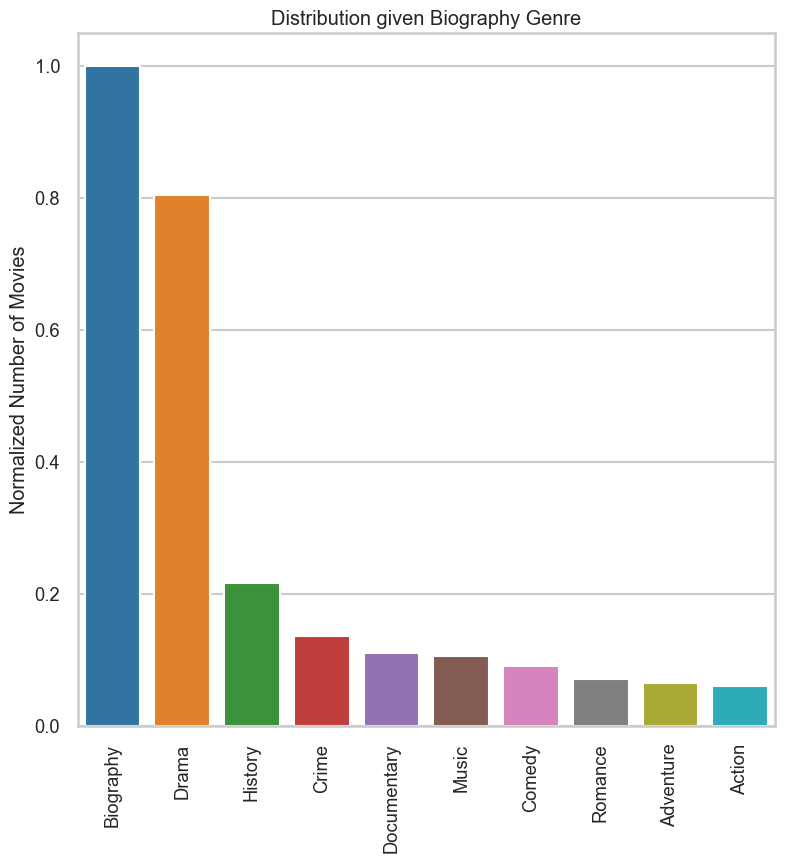 Distribution given Biography Genre
Normalized Number of Movies
1.0
0.8
0.6
0.4
0.2
0.0
Biography
Drama
History
Crime
Documentary
Music
Comedy
Romance
Adventure
Action